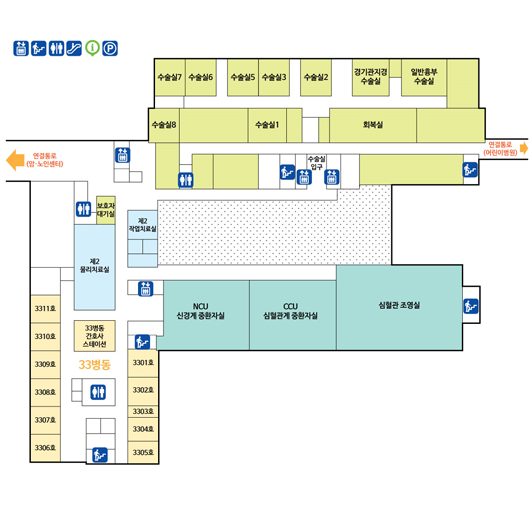 수술실7
수술실6
수술실5
수술실3
수술실2
경기관지경
수술실
일반흉부
수술실
수술실8
수술실1
회복실
연결통로
(암·노인센터)
수술실
입구
연결통로
(어린이병원)
보호자
대기실
제2
작업치료실
제2
물리치료실
NCU
신경계 중환자실
CCU
심혈관계 중환자실
심혈관 조영실
3311호
3310호
3309호
3308호
3307호
3306호
33병동
간호사
스테이션
33병동
3301호
3302호
3303호
3304호
3305호